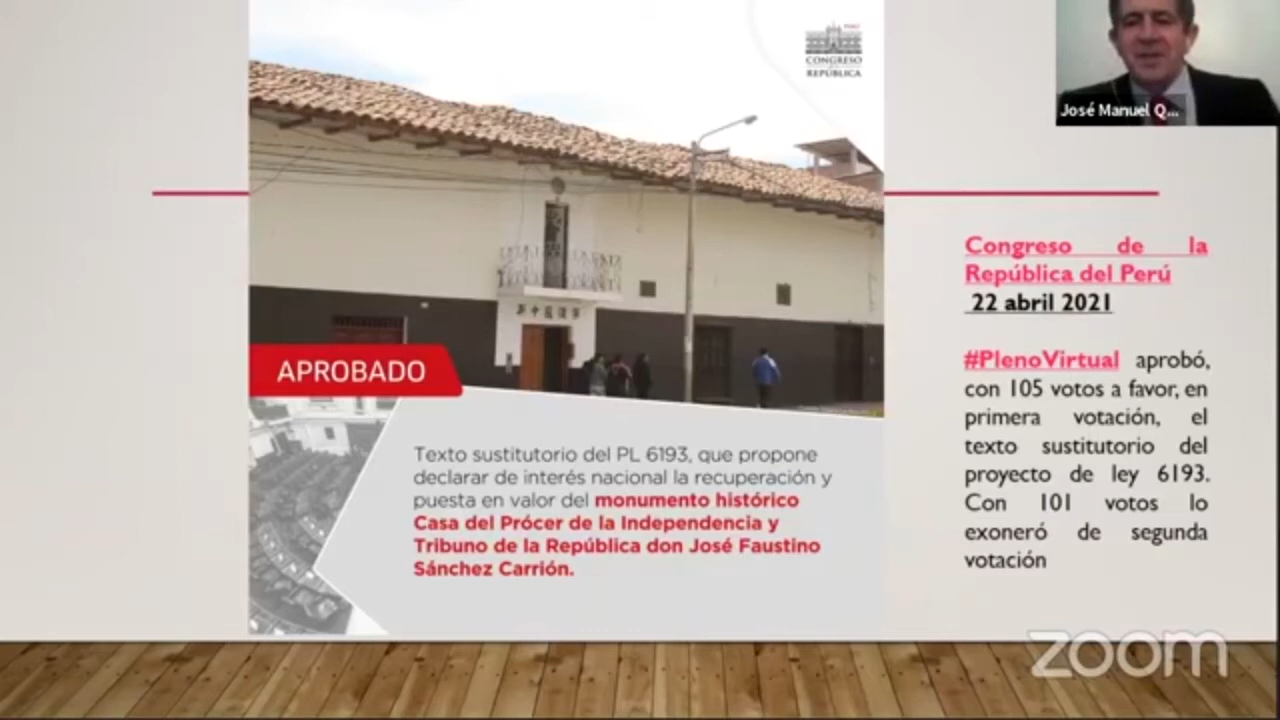 PERÚ
CONGRESO
REPÚBLICA
José Manuel Q...
Congreso de la
República del Perú
22 abril 2021
#PlenoVirtual aprobó,
con 105 votos a favor, en
primera votación, el
texto sustitutorio del
proyecto de ley 6193.
Con 101 votos lo
exoneró de segunda
votación
APROBADO
Texto sustitutorio del PL 6193, que propone
declarar de interés nacional la recuperación y
puesta en valor del monumento histórico
Casa del Prócer de la Independencia y
Tribuno de la República don José Faustino
Sánchez Carrión.
zoom